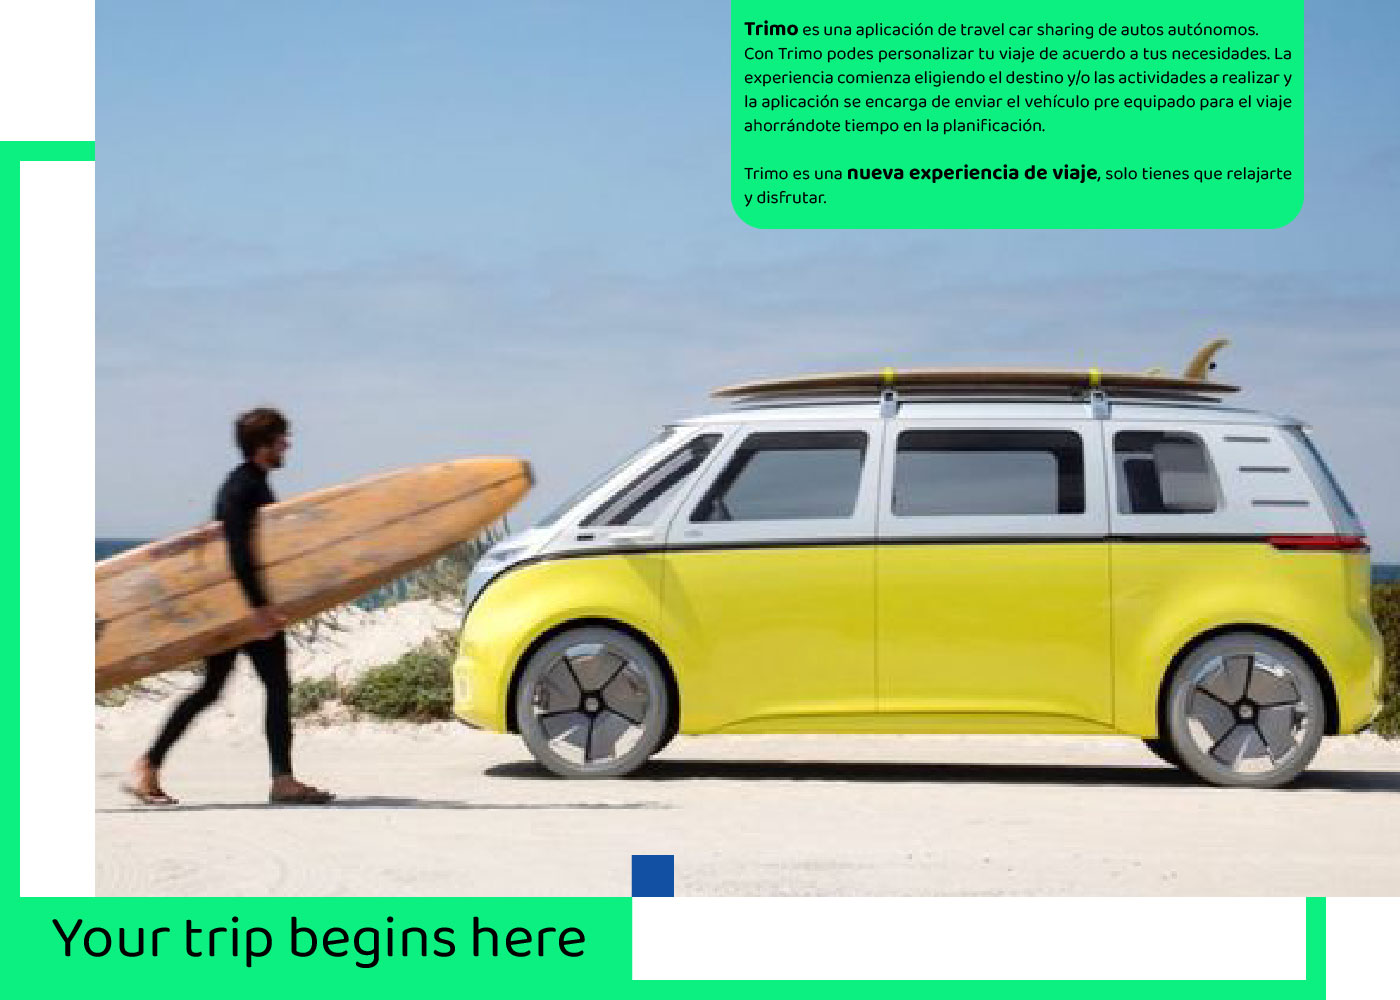 Trimo es una aplicación de travel car sharing de autos autónomos.
Con Trimo podes personalizar tu viaje de acuerdo a tus necesidades. La
experiencia comienza eligiendo el destino y/o las actividades a realizar y
la aplicación se encarga de enviar el vehículo pre equipado para el viaje
ahorrándote tiempo en la planificación.
Trimo es una nueva experiencia de viaje, solo tienes que relajarte
y disfrutar.
Your trip begins here